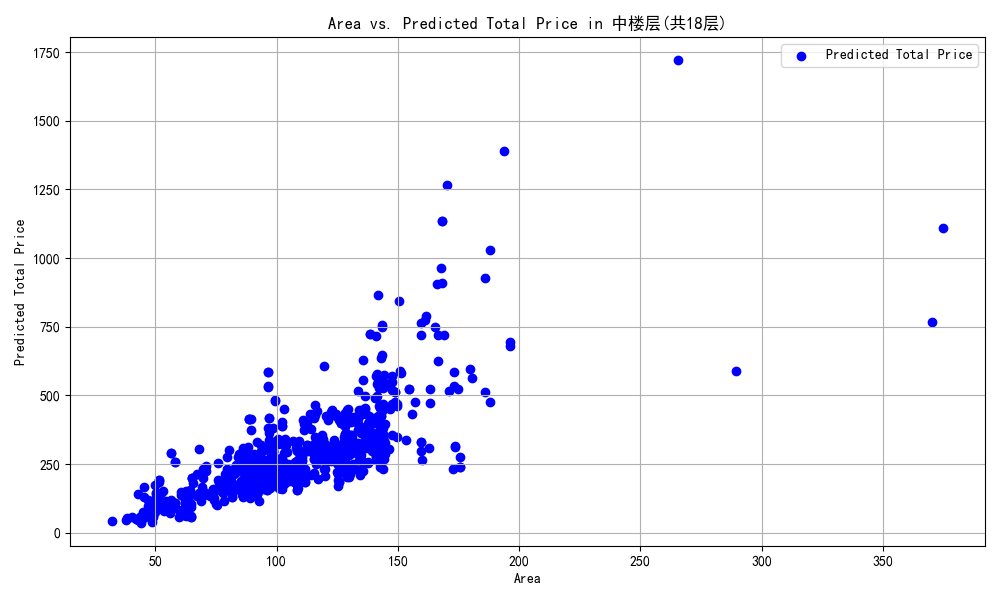 Area vs. Predicted Total Price in 中楼层(共18层)
Predicted Total Price
Predicted Total Price
1750
1500
1250
1000
750
500
250
0
50 100 150 200 250 300 350
Area